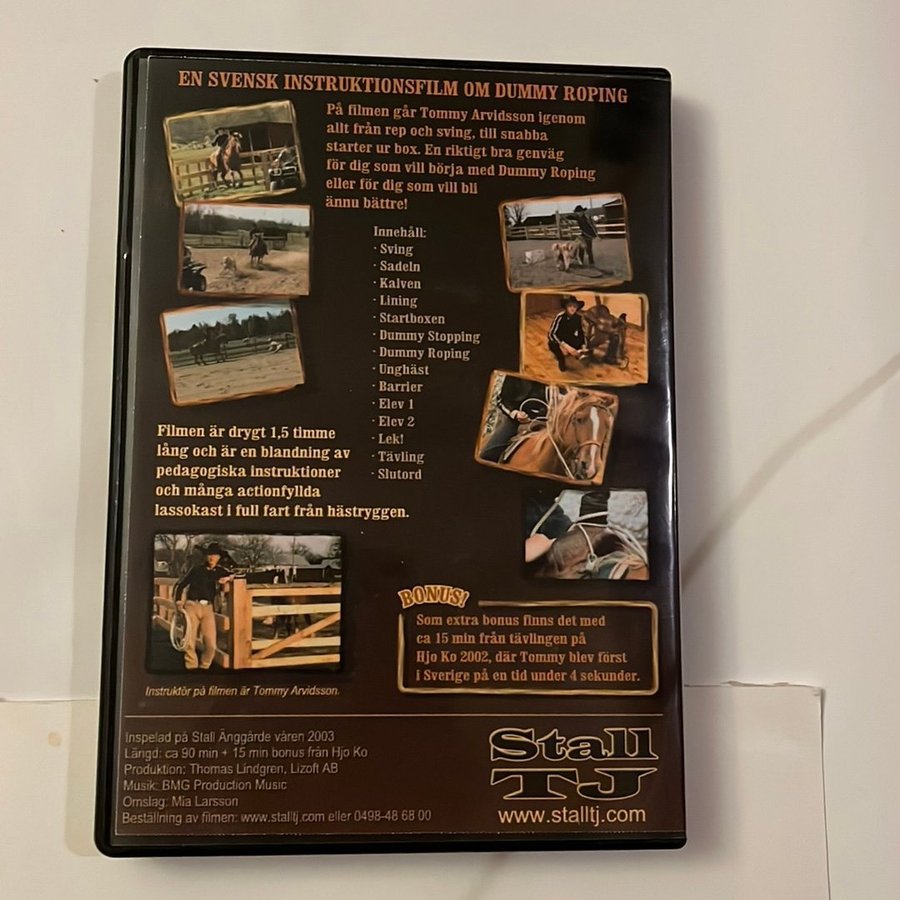 EN SVENSK INSTRUKTIONSFILM OM DUMMY ROPING
På filmen går Tommy Arvidsson igenom
allt från rep och sving, till snabba
starter ur box. En riktigt bra genväg
för dig som vill börja med Dummy Roping
eller för dig som vill bli
ännu bättre!
Innehåll:
· Sving
· Sadeln
· Kalven
· Lining
· Startboxen
· Dummy Stopping
· Dummy Roping
· Unghäst
· Barrier
· Elev 1
· Elev 2
· Lek!
· Tävling
· Slutord
Filmen är drygt 1,5 timme
lång och är en blandning av
pedagogiska instruktioner
och många actionfyllda
lassokast i full fart från hästryggen.
BONUS!
Som extra bonus finns det med
ca 15 min från tävlingen på
Hjo Ko 2002, där Tommy blev först
i Sverige på en tid under 4 sekunder.
Instruktör på filmen är Tommy Arvidsson.
Inspelad på Stall Änggårde våren 2003
Längd: ca 90 min + 15 min bonus från Hjo Ko
Produktion: Thomas Lindgren, Lizoft AB
Musik: BMG Production Music
Omslag: Mia Larsson
Beställning av filmen: www.stalltj.com eller 0498-48 68 00
Stall
TJ
www.stalltj.com